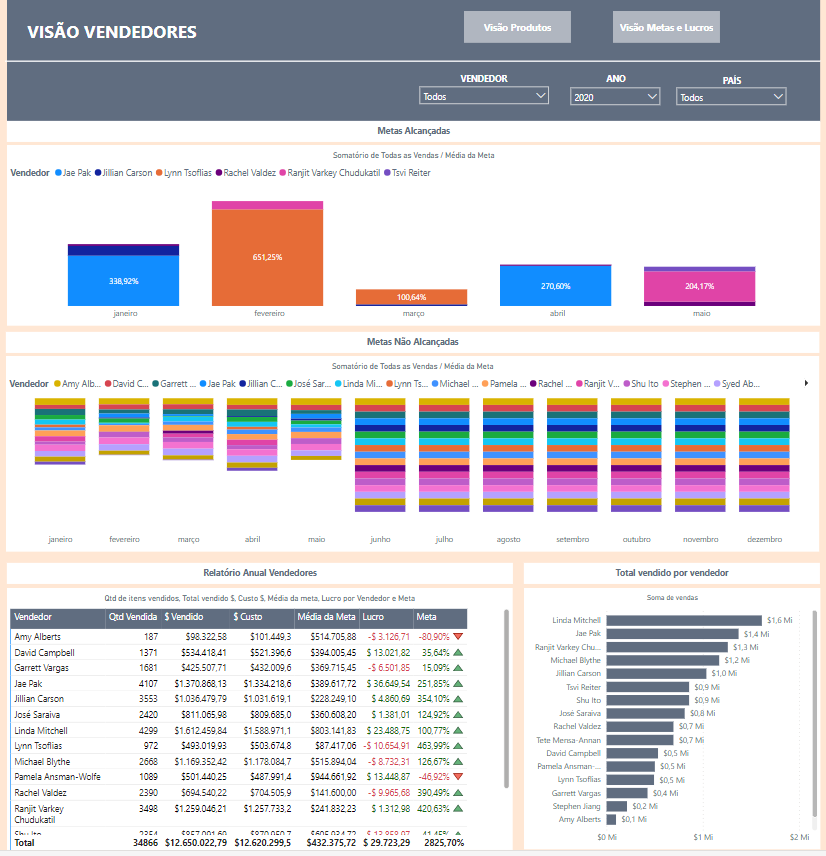 VISÃO VENDEDORES
Visão Produtos
Visão Metas e Lucros
VENDEDOR
ANO
PAÍS
Todos
2020
Todos
Metas Alcançadas
Somatório de Todas as Vendas / Média da Meta
Vendedor Jae Pak Jillian Carson Lynn Tsoflias Rachel Valdez Ranjit Varkey Chudukatil Tsvi Reiter
338,92%
651,25%
100,64%
270,60%
204,17%
janeiro fevereiro março abril maio
Metas Não Alcançadas
Somatório de Todas as Vendas / Média da Meta
Vendedor Amy Alb... David C... Garrett ... Jae Pak Jillian C... José Sar... Linda Mi... Lynn Ts... Michael ... Pamela ... Rachel ... Ranjit V... Shu Ito Stephen ... Syed Ab...
janeiro fevereiro março abril maio junho julho agosto setembro outubro novembro dezembro
Relatório Anual Vendedores
Qtd de itens vendidos, Total vendido $, Custo $, Média da meta, Lucro por Vendedor e Meta
Vendedor Qtd Vendida $ Vendido $ Custo Média da Meta Lucro Meta
Amy Alberts 187 $98.322,58 $101.449,3 $514.705,88 -$ 3.126,71 -80,90%
David Campbell 1371 $534.418,41 $521.396,6 $394.005,45 $ 13.021,82 35,64%
Garrett Vargas 1681 $425.507,71 $432.009,6 $369.715,45 -$ 6.501,85 15,09%
Jae Pak 4107 $1.370.868,13 $1.334.218,6 $389.617,72 $ 36.649,54 251,85%
Jillian Carson 3553 $1.036.479,79 $1.031.619,1 $228.249,10 $ 4.860,69 354,10%
José Saraiva 2420 $811.065,98 $809.685,0 $360.608,20 $ 1.381,01 124,92%
Linda Mitchell 4299 $1.612.459,84 $1.588.971,1 $803.141,83 $ 23.488,75 100,77%
Lynn Tsoflias 972 $493.019,93 $503.674,8 $87.417,06 -$ 10.654,91 463,99%
Michael Blythe 2668 $1.169.352,42 $1.178.084,7 $515.894,04 -$ 8.732,31 126,67%
Pamela Ansman-Wolfe 1089 $501.440,25 $487.991,4 $944.661,92 $ 13.448,87 -46,92%
Rachel Valdez 2390 $694.540,22 $704.505,9 $141.600,00 -$ 9.965,68 390,49%
Ranjit Varkey Chudukatil 3498 $1.259.046,21 $1.257.733,2 $241.832,23 $ 1.312,98 420,63%
Shu Ito
Total 34866 $12.650.022,79 $12.620.299,5 $432.375,72 $ 29.723,29 2825,70%
Total vendido por vendedor
Soma de vendas
Linda Mitchell $1,6 Mi
Jae Pak $1,4 Mi
Ranjit Varkey Chu... $1,3 Mi
Michael Blythe $1,2 Mi
Jillian Carson $1,0 Mi
Tsvi Reiter $0,9 Mi
Shu Ito $0,9 Mi
José Saraiva $0,8 Mi
Rachel Valdez $0,7 Mi
Tete Mensa-Annan $0,7 Mi
David Campbell $0,5 Mi
Pamela Ansman-... $0,5 Mi
Lynn Tsoflias $0,5 Mi
Garrett Vargas $0,4 Mi
Stephen Jiang $0,2 Mi
Amy Alberts $0,1 Mi
$0 Mi $1 Mi $2 Mi